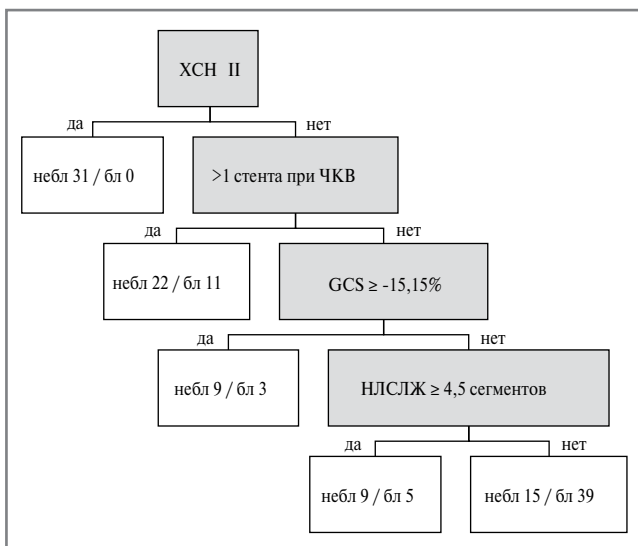 ХСН II
да
нет
небл 31 / бл 0
>1 стента при ЧКВ
да
нет
небл 22 / бл 11
GCS ≥ -15,15%
да
нет
небл 9 / бл 3
НЛСЛЖ ≥ 4,5 сегментов
да
нет
небл 9 / бл 5
небл 15 / бл 39